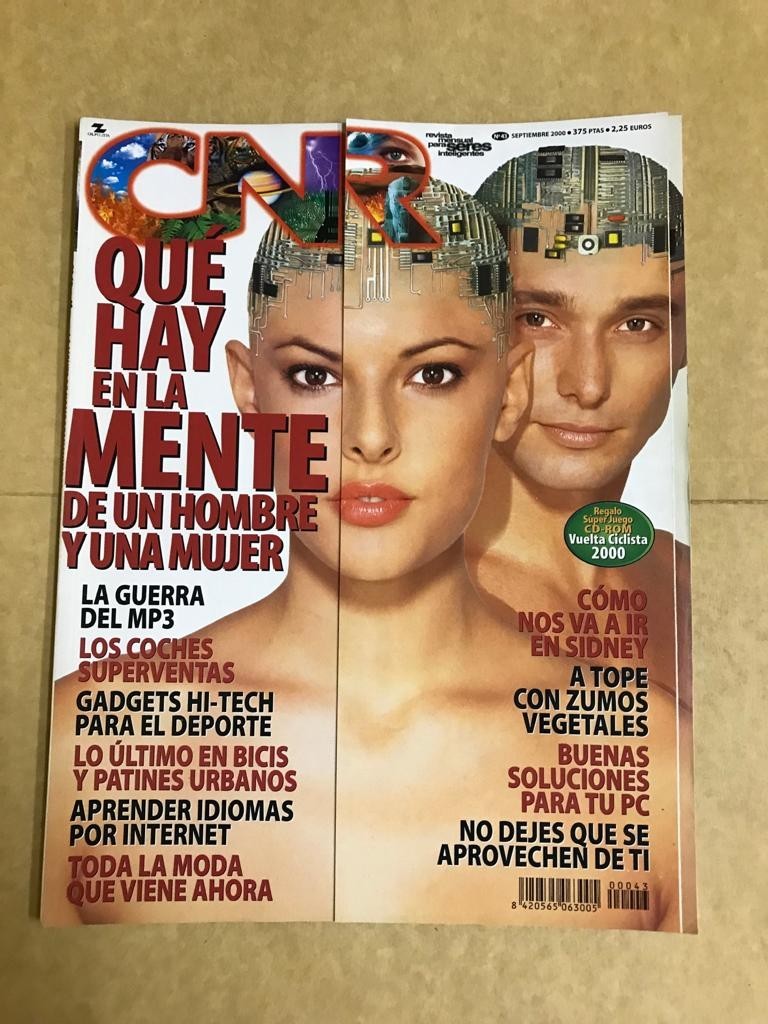 Z
GRUPO ZETA
CNR
revista
mensual
para seres
inteligentes
Nº 43 SEPTIEMBRE 2000 • 375 PTAS • 2,25 EUROS
QUÉ
HAY
EN LA
MENTE
DE UN HOMBRE
Y UNA MUJER
LA GUERRA
DEL MP3
LOS COCHES
SUPERVENTAS
GADGETS HI-TECH
PARA EL DEPORTE
LO ÚLTIMO EN BICIS
Y PATINES URBANOS
APRENDER IDIOMAS
POR INTERNET
TODA LA MODA
QUE VIENE AHORA
Regalo
Súper Juego
CD-ROM
Vuelta Ciclista
2000
CÓMO
NOS VA A IR
EN SIDNEY
A TOPE
CON ZUMOS
VEGETALES
BUENAS
SOLUCIONES
PARA TU PC
NO DEJES QUE SE
APROVECHEN DE TI
00043
8 420565 063005